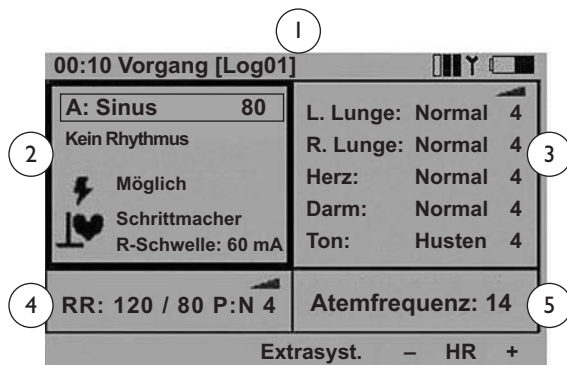 1
00:10 Vorgang [Log01]
2
A: Sinus 80
Kein Rhythmus
Möglich
Schrittmacher
R-Schwelle: 60 mA
L. Lunge: Normal 4
R. Lunge: Normal 4
Herz: Normal 4
Darm: Normal 4
Ton: Husten 4
3
4
RR: 120 / 80 P:N 4
Atemfrequenz: 14
5
Extrasyst. – HR +